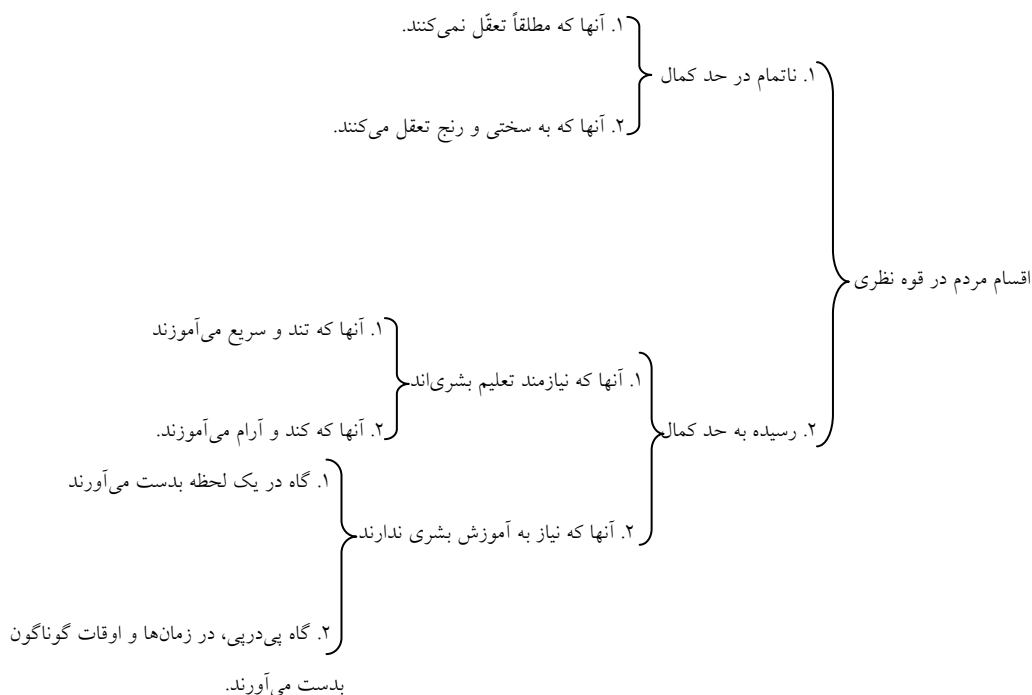 ۱. آنها که مطلقاً تعقّل نمی‌کنند.
۱. ناتمام در حد کمال
۲. آنها که به سختی و رنج تعقل می‌کنند.
اقسام مردم در قوه نظری
۱. آنها که تند و سریع می‌آموزند
۱. آنها که نیازمند تعلیم بشری‌اند
۲. آنها که کند و آرام می‌آموزند.
۲. رسیده به حد کمال
۱. گاه در یک لحظه بدست می‌آورند
۲. آنها که نیاز به آموزش بشری ندارند
۲. گاه پی‌درپی، در زمان‌ها و اوقات گوناگون
بدست می‌آورند.